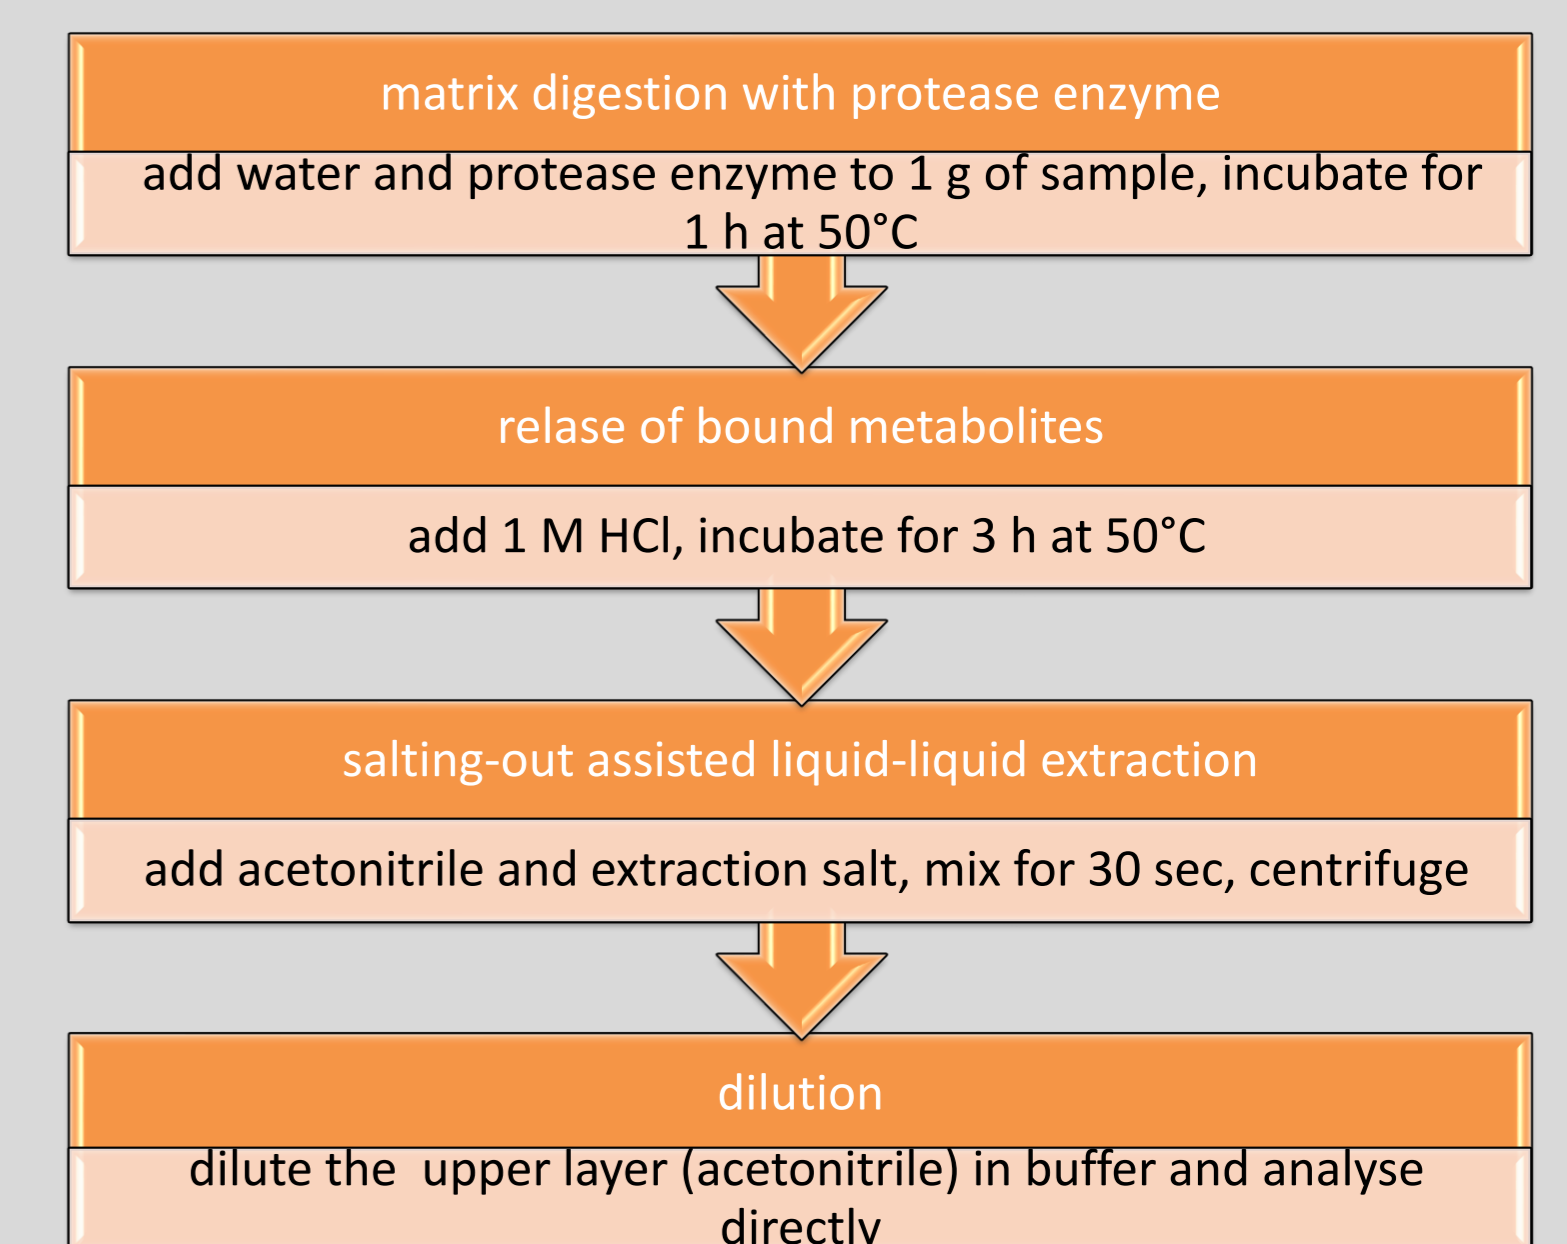 matrix digestion with protease enzyme
add water and protease enzyme to 1 g of sample, incubate for
1 h at 50°C
relase of bound metabolites
add 1 M HCl, incubate for 3 h at 50°C
salting-out assisted liquid-liquid extraction
add acetonitrile and extraction salt, mix for 30 sec, centrifuge
dilution
dilute the  upper layer (acetonitrile) in buffer and analyse
directly